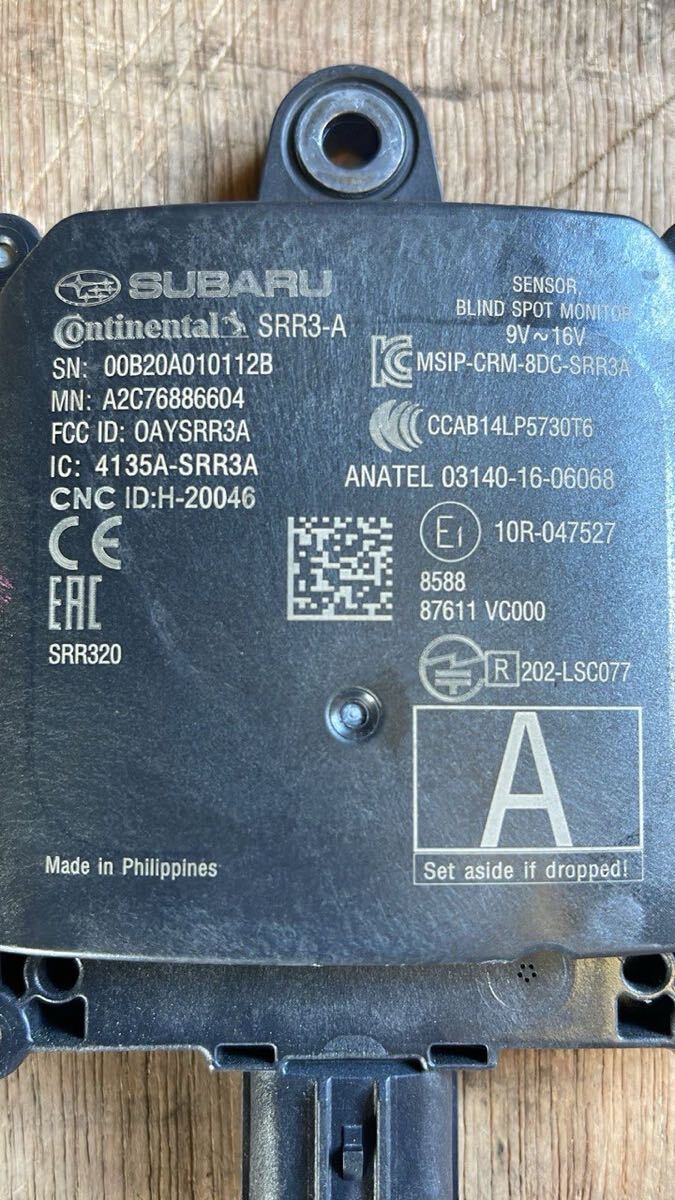 SUBARU
Continental SRR3-A
SN: 00B20A010112B
MN: A2C76886604
FCC ID: OAYSRR3A
IC: 4135A-SRR3A
CNC ID:H-20046
CE
EAC
SRR320
SENSOR,
BLIND SPOT MONITOR
9V~16V
MSIP-CRM-8DC-SRR3A
CCAB14LP5730T6
ANATEL 03140-16-06068
E1 10R-047527
8588
87611 VC000
R 202-LSC077
A
Set aside if dropped!
Made in Philippines